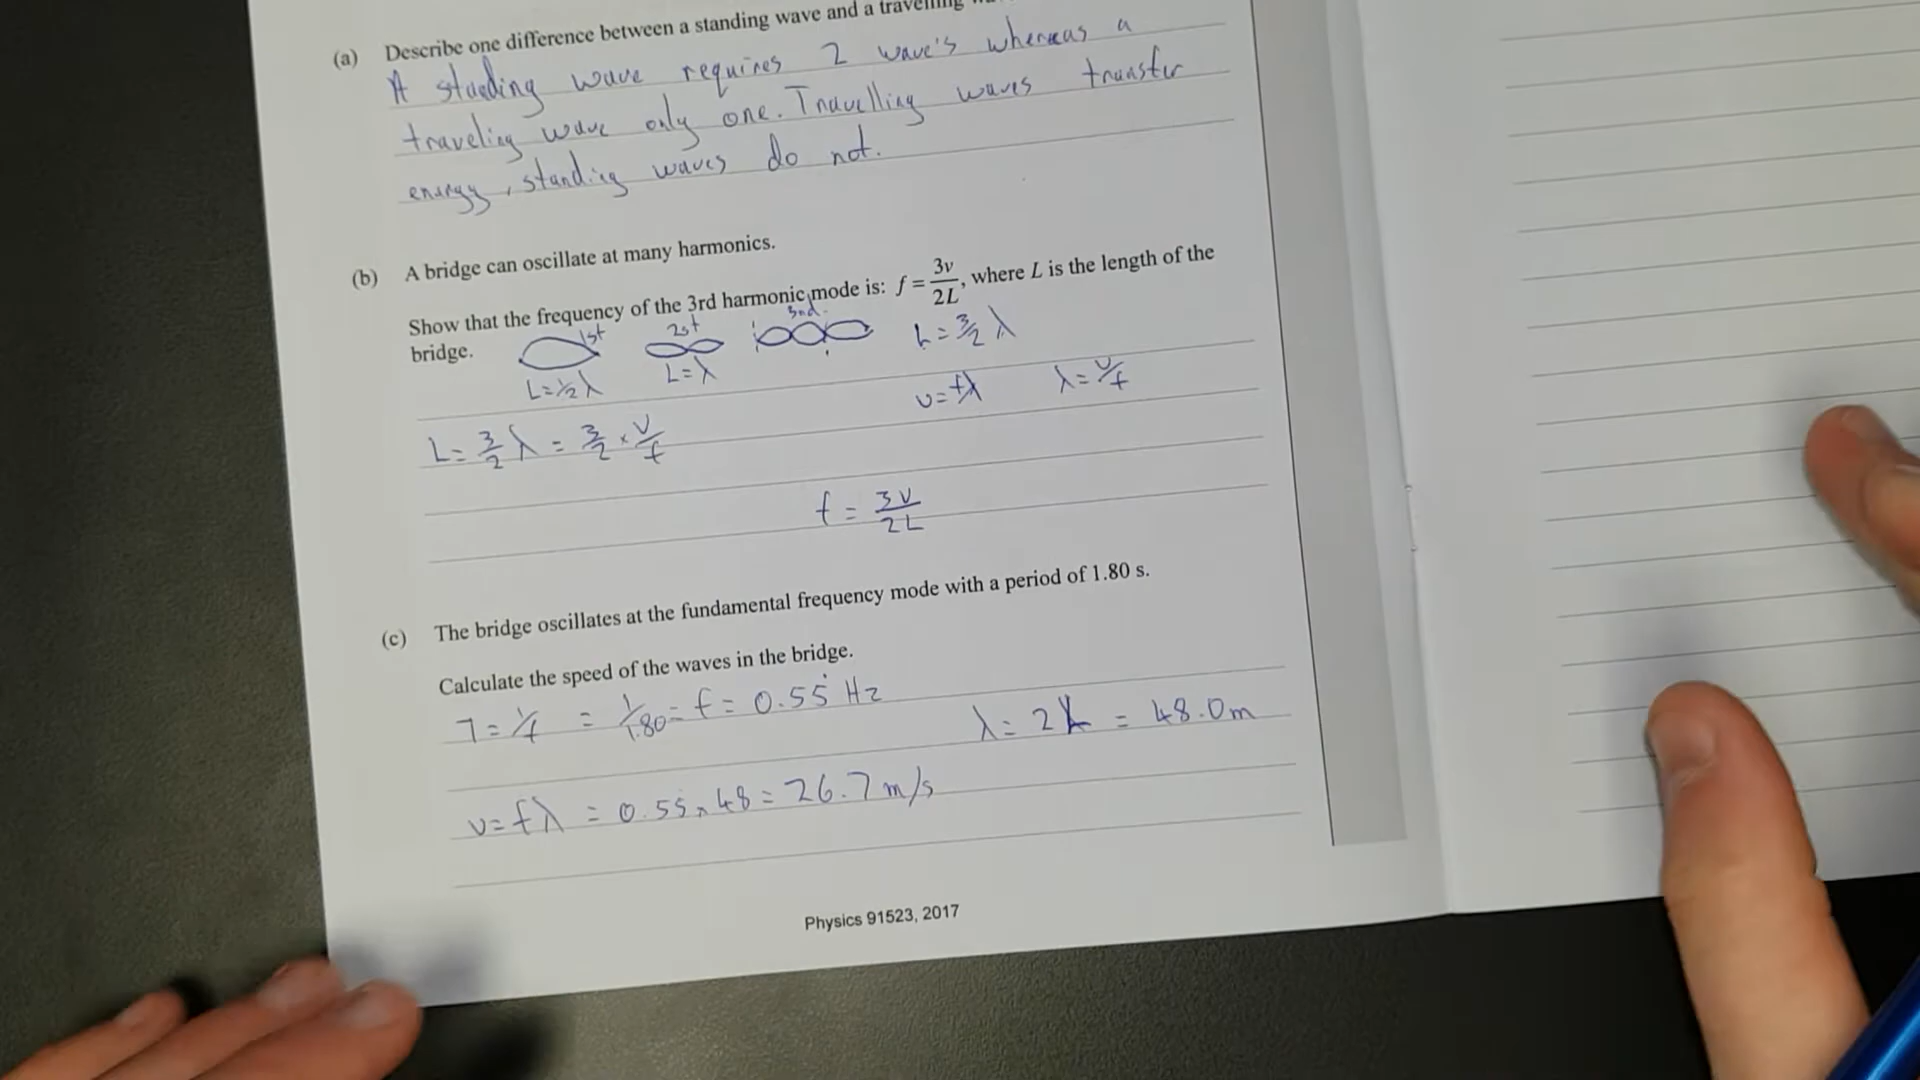 (a) Describe one difference between a standing wave and a travelling
A standing wave requires 2 wave's whereas a
traveling wave only one. Travelling waves transfer
energy, standing waves do not.
(b) A bridge can oscillate at many harmonics.
Show that the frequency of the 3rd harmonic mode is: f = 3v/2L, where L is the length of the
bridge.
1st 2st 3nd. L = 3/2 λ
L=1/2 λ L=λ
v=fλ λ=v/f
L= 3/2 λ = 3/2 × v/f
f = 3v/2L
(c) The bridge oscillates at the fundamental frequency mode with a period of 1.80 s.
Calculate the speed of the waves in the bridge.
T=1/f = 1/1.80 = f = 0.55̇ Hz λ= 2L = 48.0m
v=fλ = 0.55 × 48 = 26.7 m/s
Physics 91523, 2017